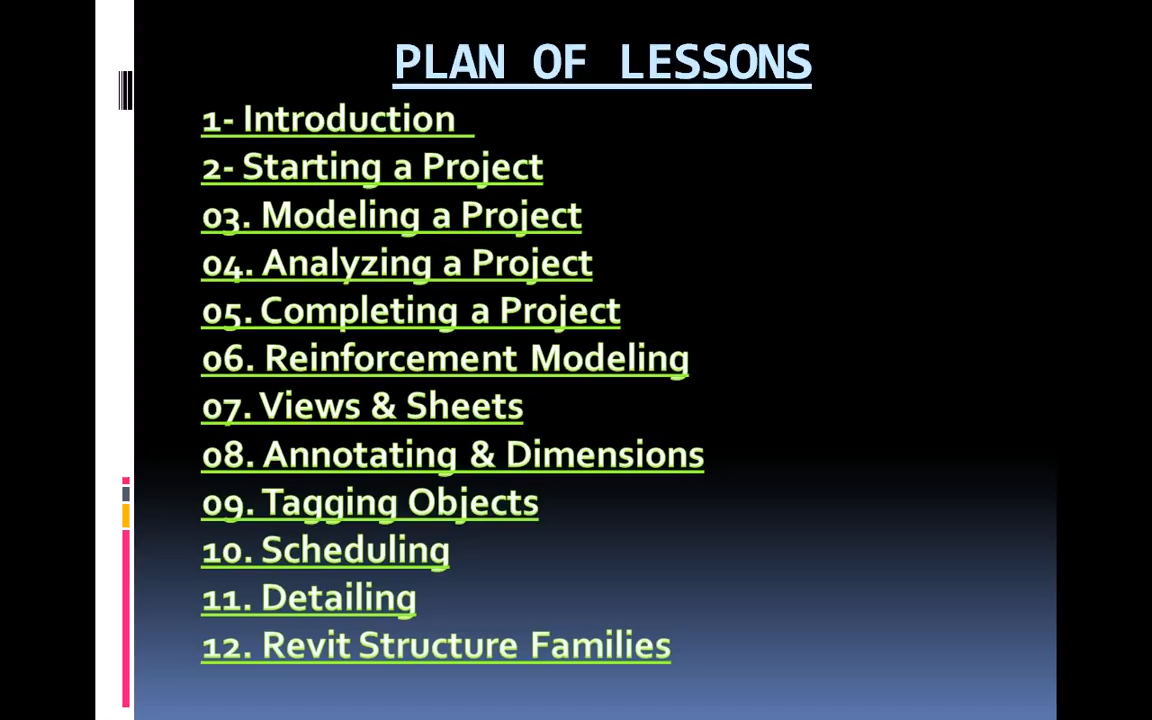 PLAN OF LESSONS
1- Introduction
2- Starting a Project
03. Modeling a Project
04. Analyzing a Project
05. Completing a Project
06. Reinforcement Modeling
07. Views & Sheets
08. Annotating & Dimensions
09. Tagging Objects
10. Scheduling
11. Detailing
12. Revit Structure Families